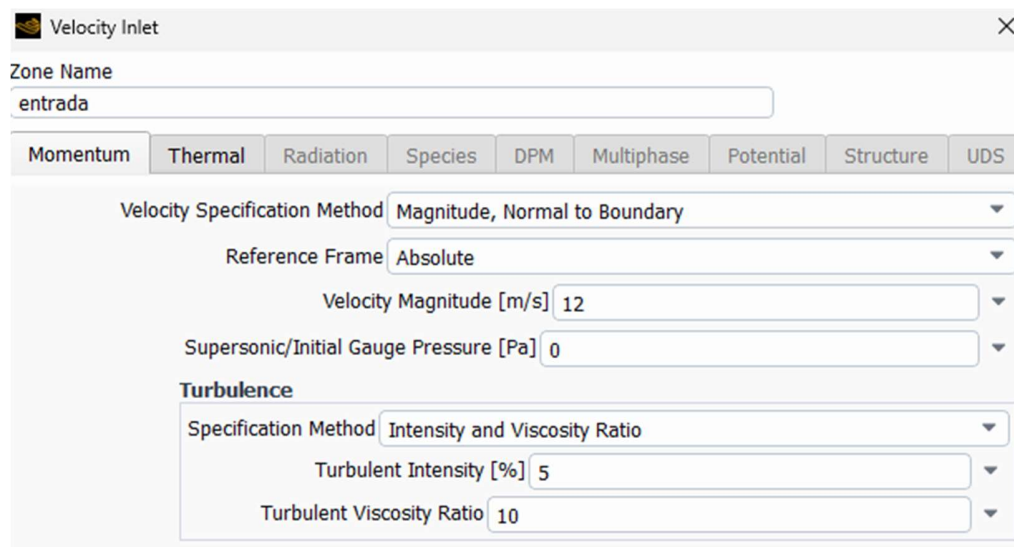 Velocity Inlet
Zone Name
entrada
Momentum Thermal Radiation Species DPM Multiphase Potential Structure UDS
Velocity Specification Method Magnitude, Normal to Boundary
Reference Frame Absolute
Velocity Magnitude [m/s] 12
Supersonic/Initial Gauge Pressure [Pa] 0
Turbulence
Specification Method Intensity and Viscosity Ratio
Turbulent Intensity [%] 5
Turbulent Viscosity Ratio 10